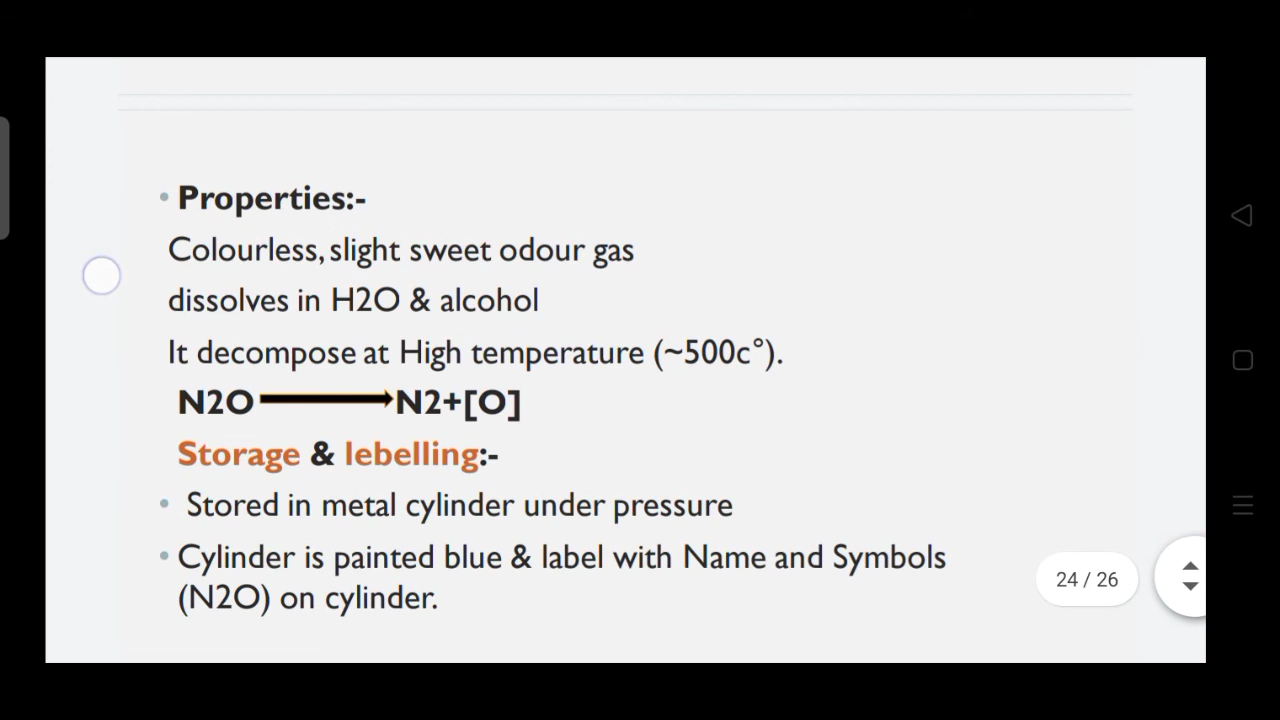 • Properties:-
Colourless, slight sweet odour gas
dissolves in H2O & alcohol
It decompose at High temperature (~500c°).
N2O ⟶ N2+[O]
Storage & lebelling:-
• Stored in metal cylinder under pressure
• Cylinder is painted blue & label with Name and Symbols
(N2O) on cylinder.
24 / 26